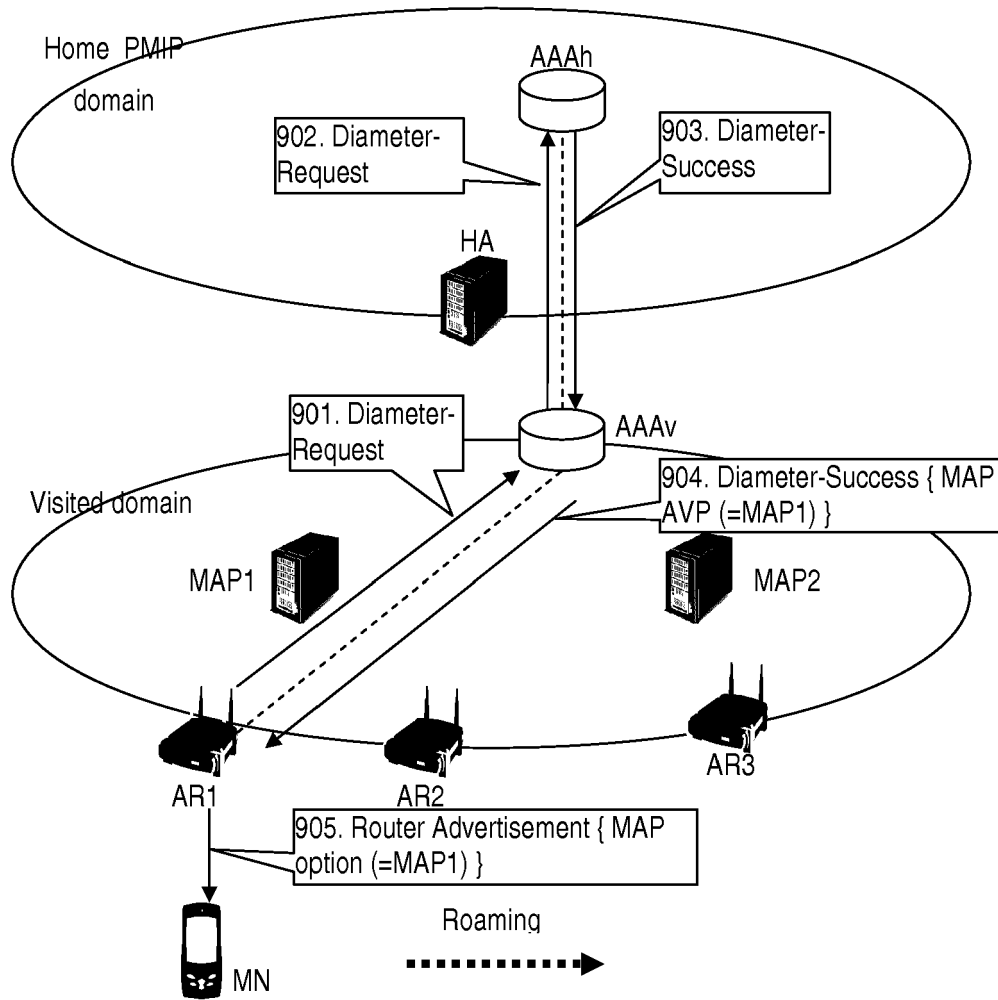 Home PMIP
domain
AAAh
902. Diameter-
Request
903. Diameter-
Success
HA
901. Diameter-
Request
AAAv
904. Diameter-Success { MAP
AVP (=MAP1) }
Visited domain
MAP1
MAP2
AR1
AR2
AR3
905. Router Advertisement { MAP
option (=MAP1) }
Roaming
MN